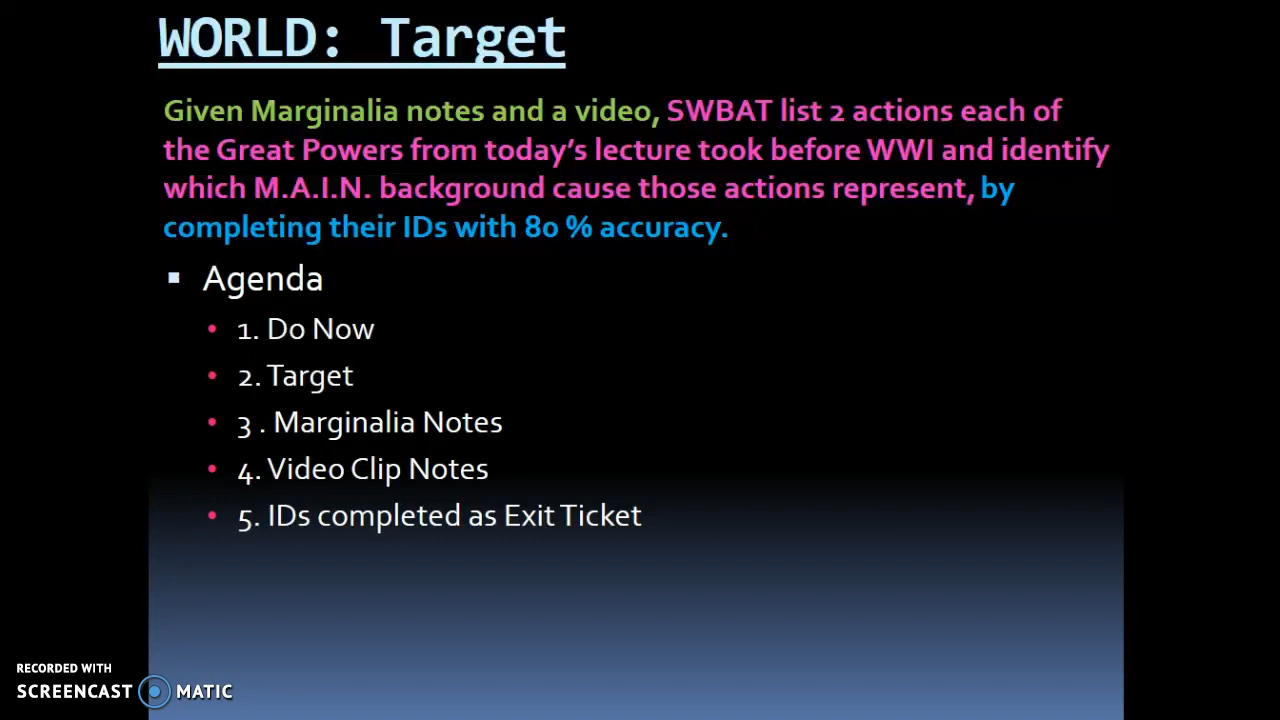 WORLD: Target
Given Marginalia notes and a video, SWBAT list 2 actions each of
the Great Powers from today's lecture took before WWI and identify
which M.A.I.N. background cause those actions represent, by
completing their IDs with 80 % accuracy.
Agenda
1. Do Now
2. Target
3 . Marginalia Notes
4. Video Clip Notes
5. IDs completed as Exit Ticket
RECORDED WITH
SCREENCAST MATIC